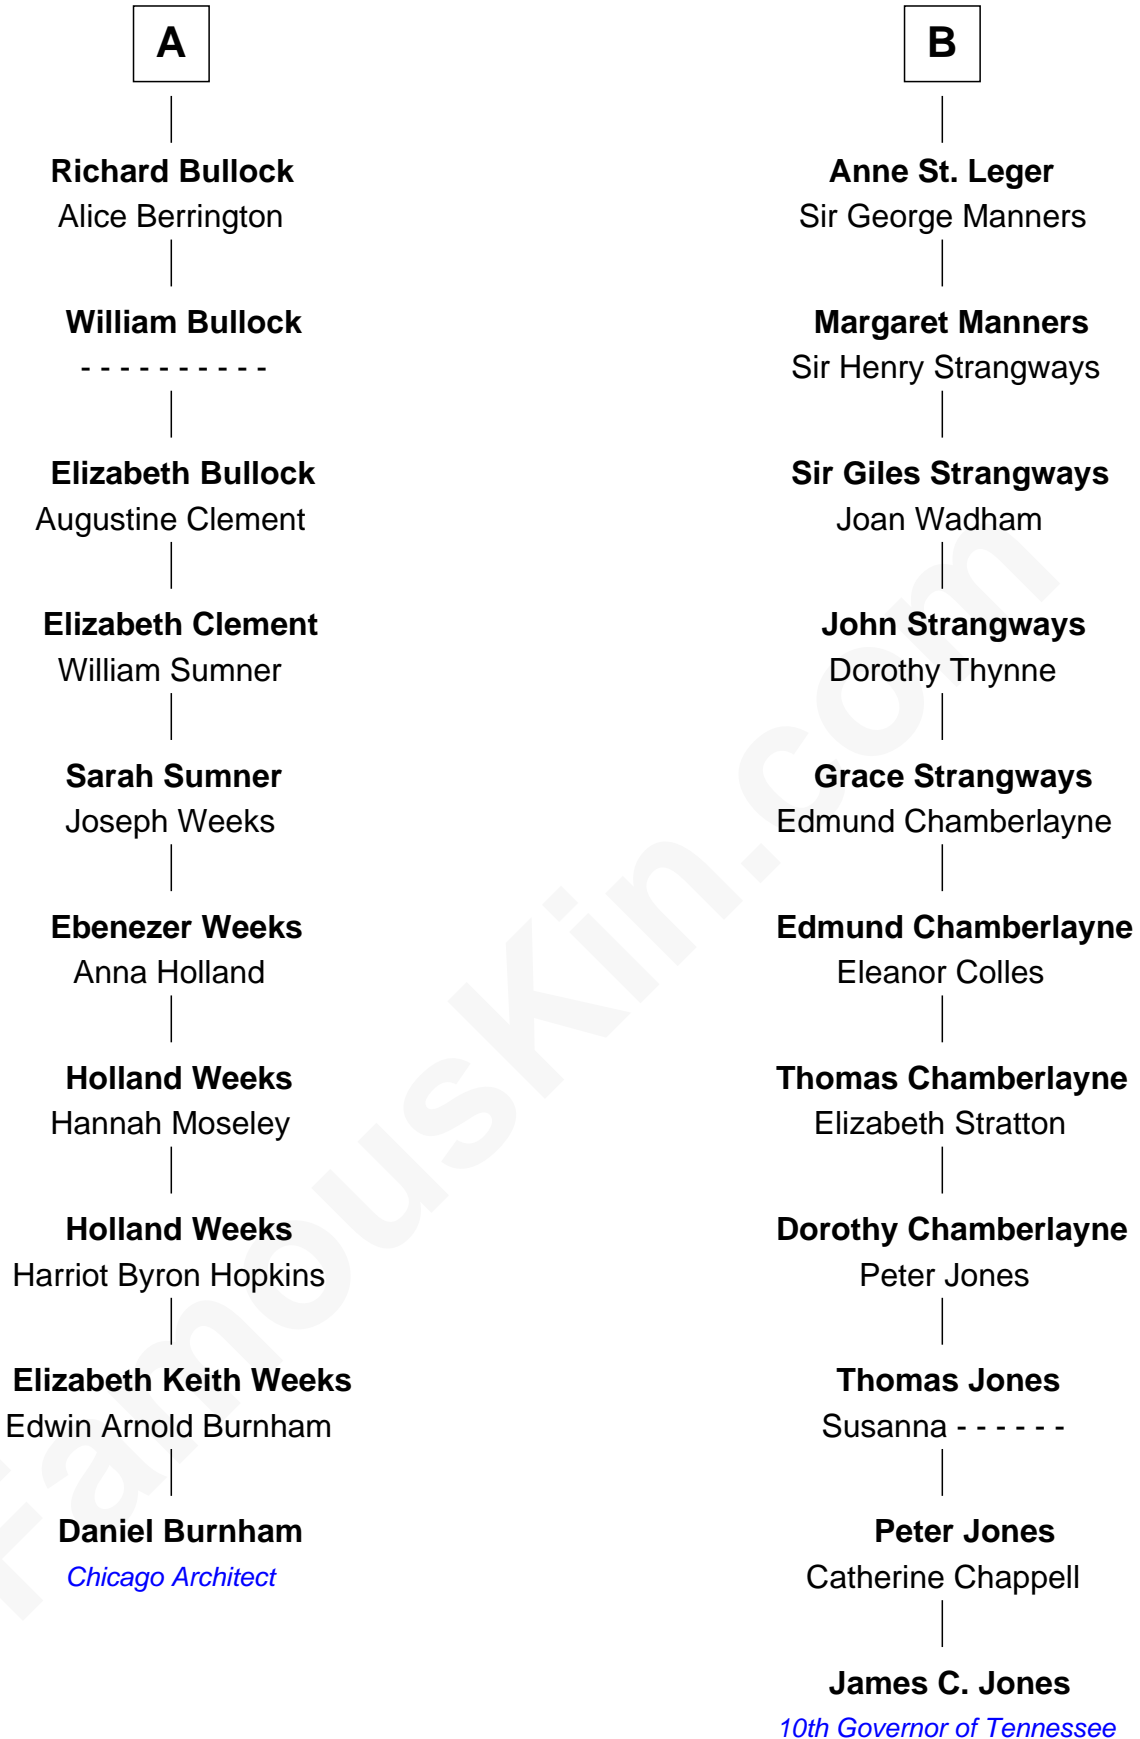 A
Richard Bullock
Alice Berrington
William Bullock
- - - - - - - - - -
Elizabeth Bullock
Augustine Clement
Elizabeth Clement
William Sumner
Sarah Sumner
Joseph Weeks
Ebenezer Weeks
Anna Holland
Holland Weeks
Hannah Moseley
Holland Weeks
Harriot Byron Hopkins
Elizabeth Keith Weeks
Edwin Arnold Burnham
Daniel Burnham
Chicago Architect
B
Anne St. Leger
Sir George Manners
Margaret Manners
Sir Henry Strangways
Sir Giles Strangways
Joan Wadham
John Strangways
Dorothy Thynne
Grace Strangways
Edmund Chamberlayne
Edmund Chamberlayne
Eleanor Colles
Thomas Chamberlayne
Elizabeth Stratton
Dorothy Chamberlayne
Peter Jones
Thomas Jones
Susanna - - - - - -
Peter Jones
Catherine Chappell
James C. Jones
10th Governor of Tennessee
FamousKin.com